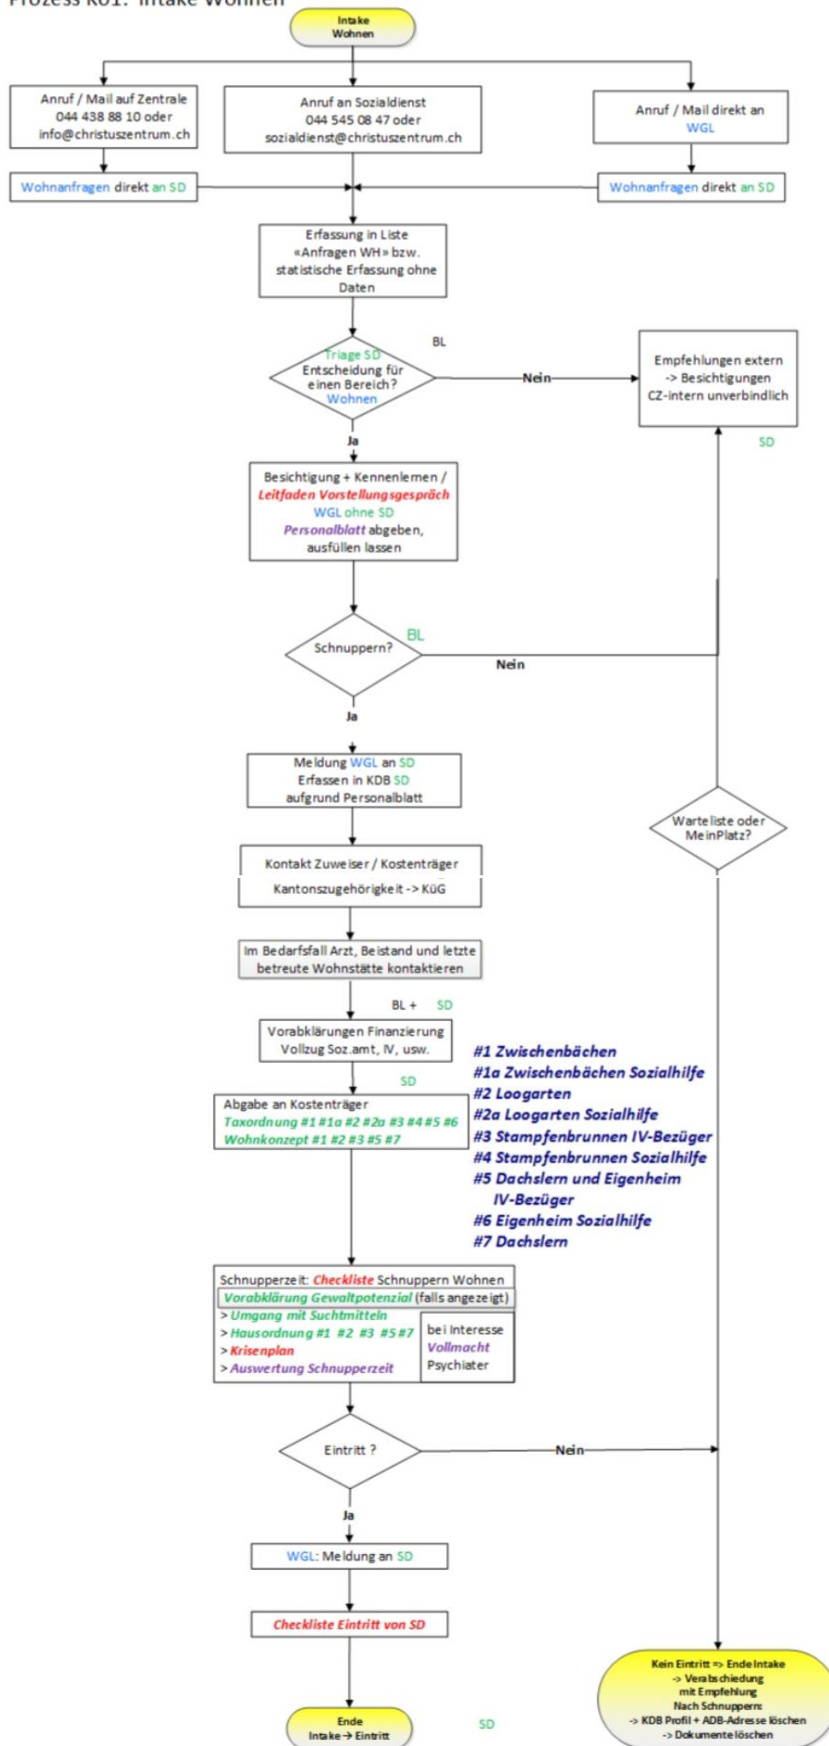 Prozess K01: Intake Wohnen
Intake
Wohnen
Anruf / Mail auf Zentrale
044 438 88 10 oder
info@christuszentrum.ch
Anruf an Sozialdienst
044 545 08 47 oder
sozialdienst@christuszentrum.ch
Anruf / Mail direkt an
WGL
Wohnanfragen direkt an SD
Wohnanfragen direkt an SD
Erfassung in Liste
«Anfragen WH» bzw.
statistische Erfassung ohne
Daten
BL
Triage SD
Entscheidung für
einen Bereich?
Wohnen
Nein
Empfehlungen extern
-> Besichtigungen
CZ-intern unverbindlich
SD
Ja
Besichtigung + Kennenlernen /
Leitfaden Vorstellungsgespräch
WGL ohne SD
Personalblatt abgeben,
ausfüllen lassen
BL
Schnuppern?
Nein
Ja
Meldung WGL an SD
Erfassen in KDB SD
aufgrund Personalblatt
Warteliste oder
MeinPlatz?
Kontakt Zuweiser / Kostenträger
Kantonszugehörigkeit -> KüG
Im Bedarfsfall Arzt, Beistand und letzte
betreute Wohnstätte kontaktieren
BL + SD
Vorabklärungen Finanzierung
Vollzug Soz.amt, IV, usw.
SD
Abgabe an Kostenträger
Taxordnung #1 #1a #2 #2a #3 #4 #5 #6
Wohnkonzept #1 #2 #3 #5 #7
#1 Zwischenbächen
#1a Zwischenbächen Sozialhilfe
#2 Loogarten
#2a Loogarten Sozialhilfe
#3 Stampfenbrunnen IV-Bezüger
#4 Stampfenbrunnen Sozialhilfe
#5 Dachslern und Eigenheim
IV-Bezüger
#6 Eigenheim Sozialhilfe
#7 Dachslern
Schnupperzeit: Checkliste Schnuppern Wohnen
Vorabklärung Gewaltpotenzial (falls angezeigt)
> Umgang mit Suchtmitteln
> Hausordnung #1 #2 #3 #5 #7
> Krisenplan
> Auswertung Schnupperzeit
bei Interesse
Vollmacht
Psychiater
Eintritt ?
Nein
Ja
WGL: Meldung an SD
Checkliste Eintritt von SD
Ende
Intake → Eintritt
SD
Kein Eintritt => Ende Intake
-> Verabschiedung
mit Empfehlung
Nach Schnuppern:
-> KDB Profil + ADB-Adresse löschen
-> Dokumente löschen